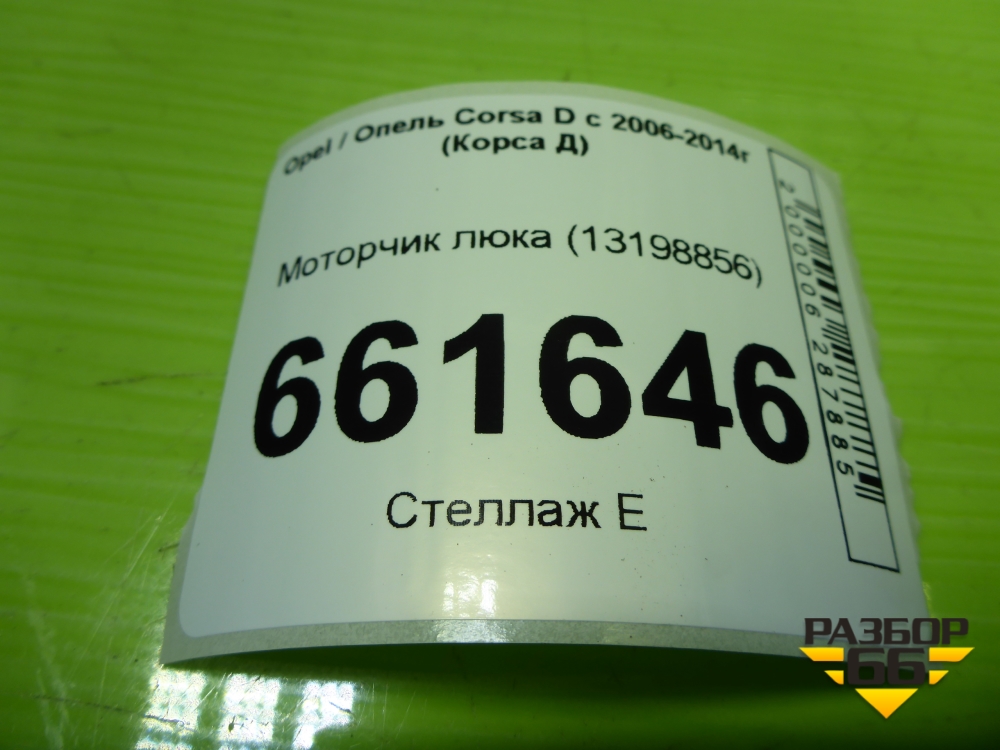 Opel / Опель Corsa D с 2006-2014г
(Корса Д)
Моторчик люка (13198856)
661646
Стеллаж Е
2000006287885
РАЗБОР
66